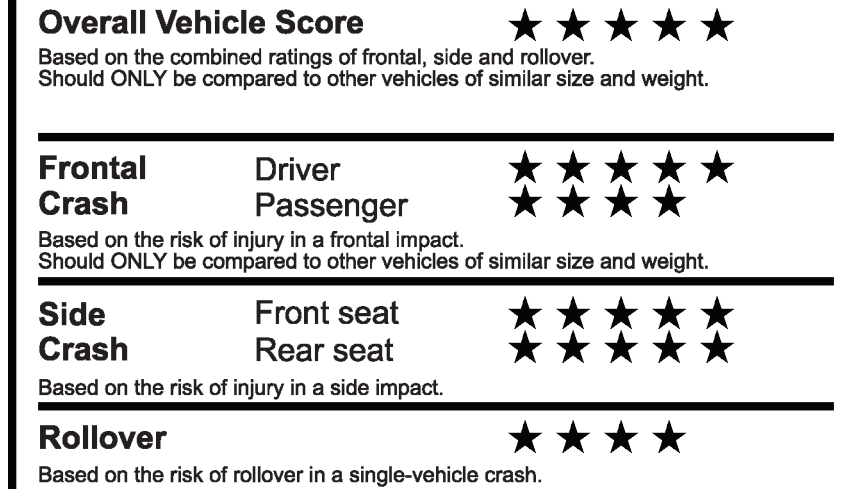 Overall Vehicle Score ★ ★ ★ ★ ★
Based on the combined ratings of frontal, side and rollover.
Should ONLY be compared to other vehicles of similar size and weight.
Frontal Driver ★ ★ ★ ★ ★
Crash Passenger ★ ★ ★ ★
Based on the risk of injury in a frontal impact.
Should ONLY be compared to other vehicles of similar size and weight.
Side Front seat ★ ★ ★ ★ ★
Crash Rear seat ★ ★ ★ ★ ★
Based on the risk of injury in a side impact.
Rollover ★ ★ ★ ★
Based on the risk of rollover in a single-vehicle crash.